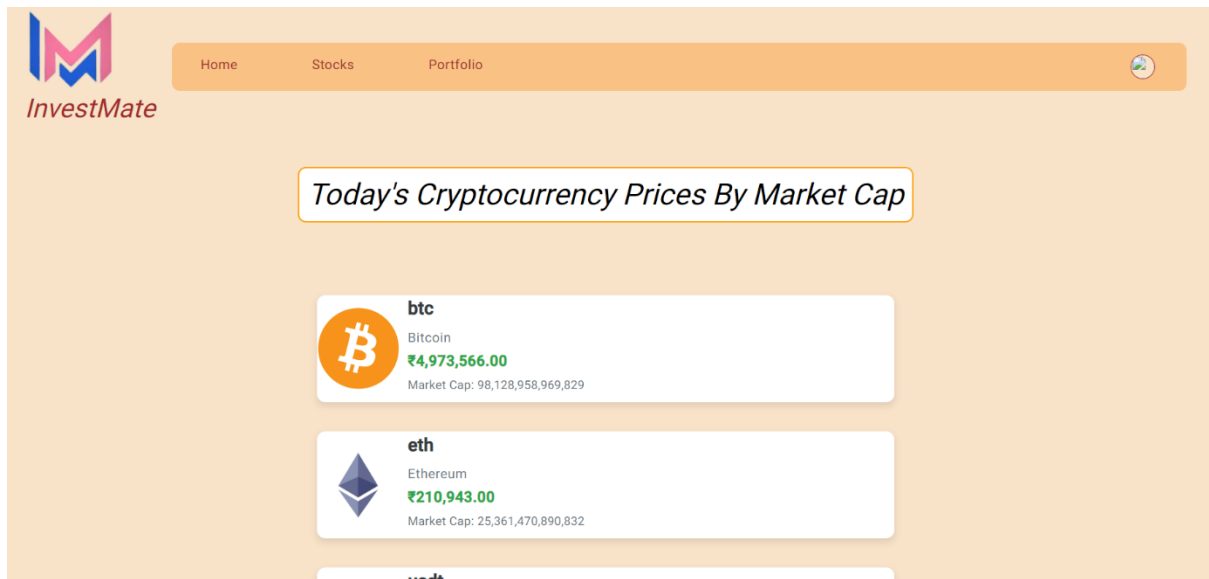 InvestMate
Home Stocks Portfolio
Today's Cryptocurrency Prices By Market Cap
btc
Bitcoin
₹4,973,566.00
Market Cap: 98,128,958,969,829
eth
Ethereum
₹210,943.00
Market Cap: 25,361,470,890,832